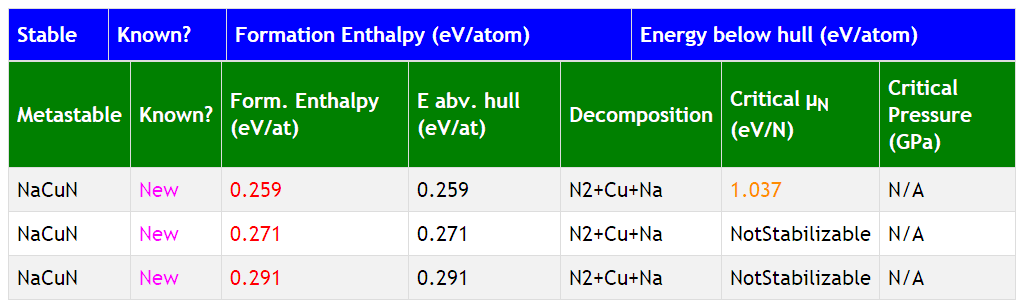 Stable Known? Formation Enthalpy (eV/atom) Energy below hull (eV/atom)
Metastable Known? Form. Enthalpy (eV/at) E abv. hull (eV/at) Decomposition Critical μN (eV/N) Critical Pressure (GPa)
NaCuN New 0.259 0.259 N2+Cu+Na 1.037 N/A
NaCuN New 0.271 0.271 N2+Cu+Na NotStabilizable N/A
NaCuN New 0.291 0.291 N2+Cu+Na NotStabilizable N/A